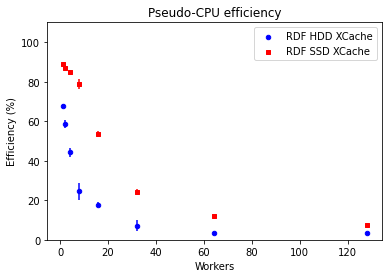 Pseudo-CPU efficiency
RDF HDD XCache
RDF SSD XCache
Efficiency (%)
100
80
60
40
20
0
0 20 40 60 80 100 120
Workers